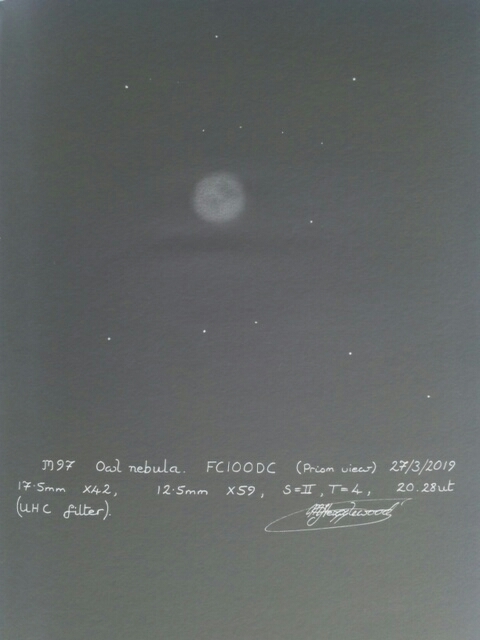 M97 Owl nebula. FC100DC (Prism view) 27/3/2019
17.5mm X42, 12.5mm X59, S=II, T=4, 20.28ut
(UHC filter).